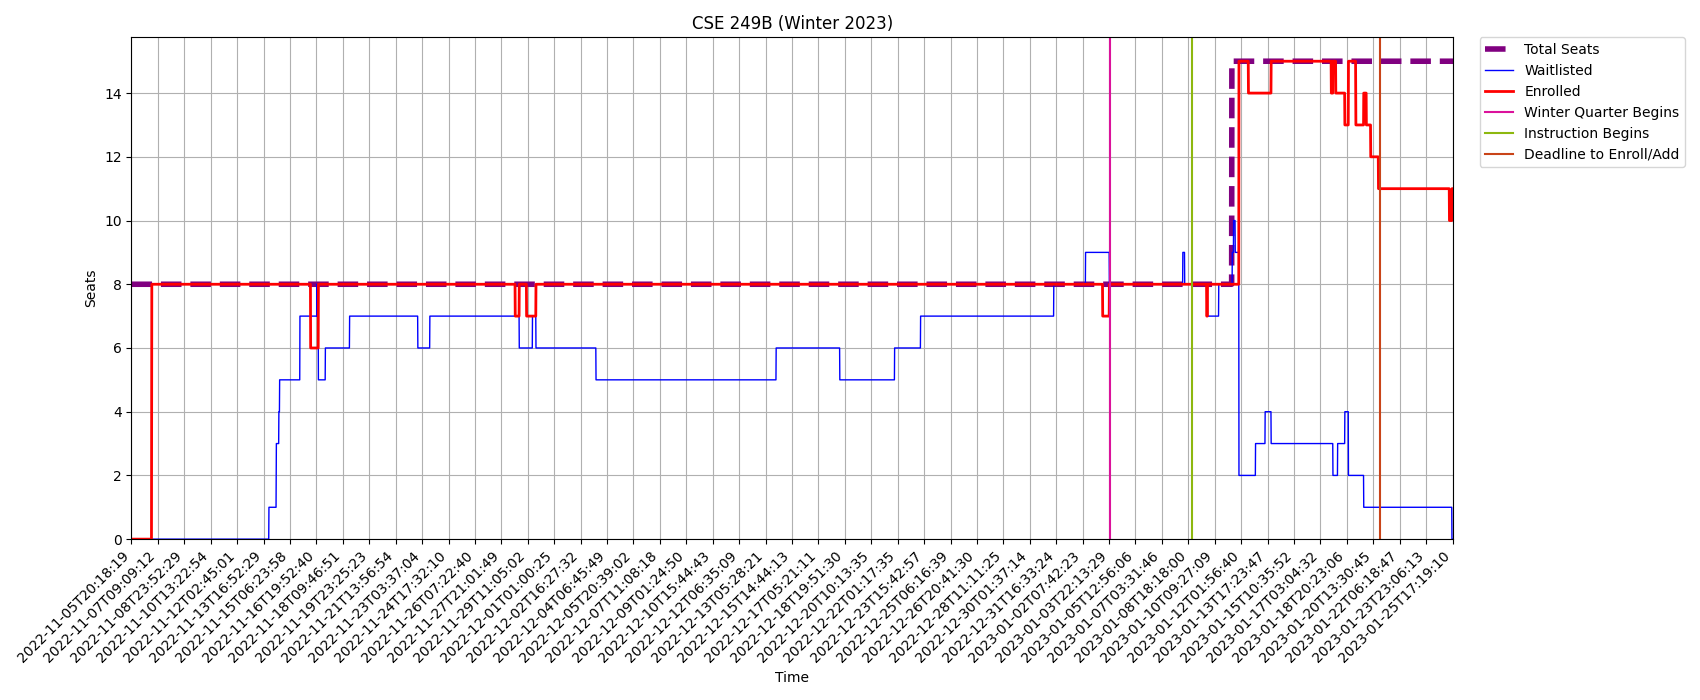 CSE 249B (Winter 2023)
Total Seats
Waitlisted
Enrolled
Winter Quarter Begins
Instruction Begins
Deadline to Enroll/Add
Seats
14
12
10
8
6
4
2
0
2022-11-05T20:18:19
2022-11-07T09:09:12
2022-11-08T23:52:29
2022-11-10T13:22:54
2022-11-12T02:45:01
2022-11-13T16:52:29
2022-11-15T06:23:58
2022-11-16T19:52:40
2022-11-18T09:46:51
2022-11-19T23:25:23
2022-11-21T13:56:54
2022-11-23T03:37:04
2022-11-24T17:32:10
2022-11-26T07:22:40
2022-11-27T21:01:49
2022-11-29T11:05:02
2022-12-01T01:00:25
2022-12-02T16:27:32
2022-12-04T06:45:49
2022-12-05T20:39:02
2022-12-07T11:08:18
2022-12-09T01:24:50
2022-12-10T15:44:43
2022-12-12T06:35:09
2022-12-13T05:28:21
2022-12-15T14:44:13
2022-12-17T05:21:11
2022-12-18T19:51:30
2022-12-20T10:13:35
2022-12-22T01:17:35
2022-12-23T15:42:57
2022-12-25T06:16:39
2022-12-26T20:41:30
2022-12-28T11:11:25
2022-12-30T01:37:14
2022-12-31T16:33:24
2023-01-02T07:42:23
2023-01-03T22:13:29
2023-01-05T12:56:06
2023-01-07T03:31:46
2023-01-08T18:18:00
2023-01-10T09:27:09
2023-01-12T01:56:40
2023-01-13T17:23:47
2023-01-15T10:35:52
2023-01-17T03:04:32
2023-01-18T20:23:06
2023-01-20T13:30:45
2023-01-22T06:18:47
2023-01-23T23:06:13
2023-01-25T17:19:10
Time